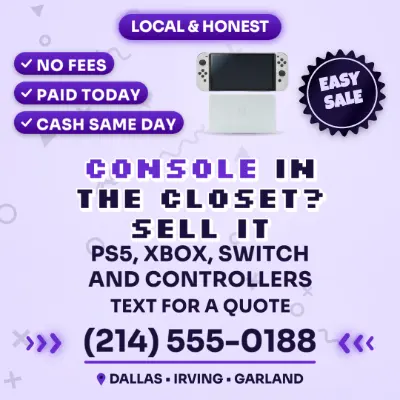 LOCAL & HONEST
NO FEES
PAID TODAY
CASH SAME DAY
EASY
SALE
CONSOLE IN
THE CLOSET?
SELL IT
PS5, XBOX, SWITCH
AND CONTROLLERS
TEXT FOR A QUOTE
(214) 555-0188
DALLAS • IRVING • GARLAND